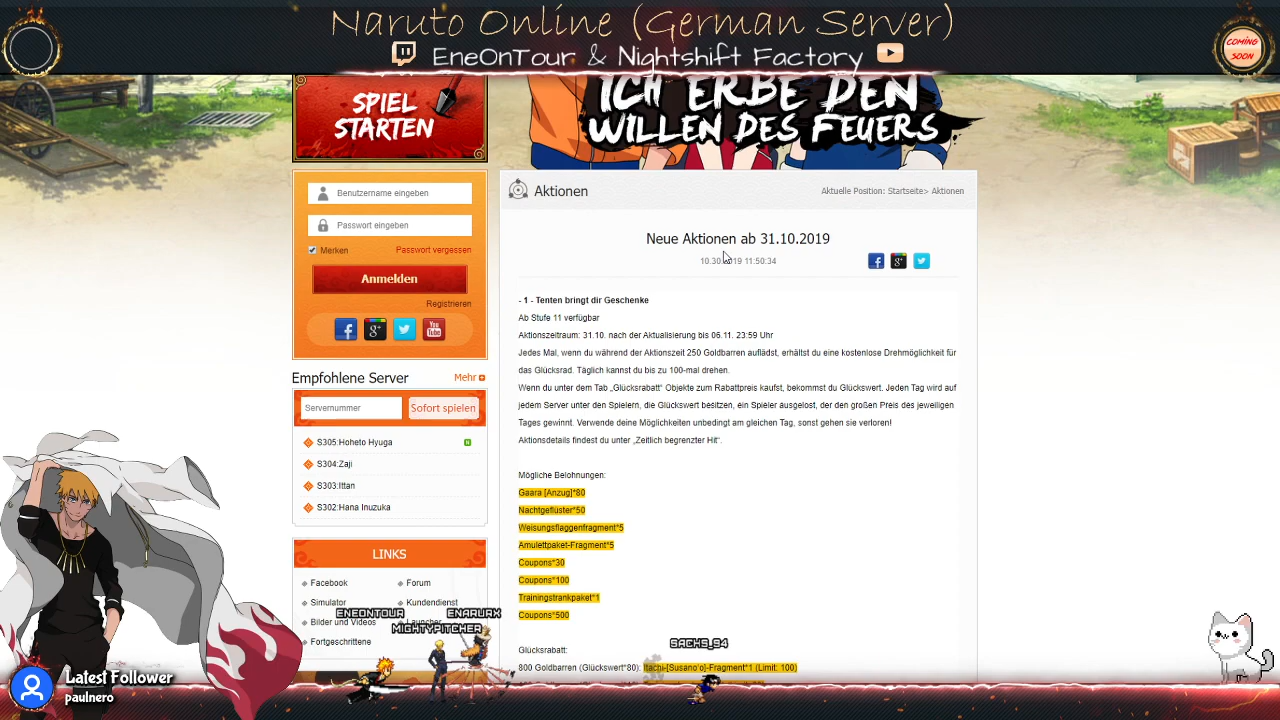 Naruto Online (German Server)
EneOnTour & Nightshift Factory
COMING SOON
SPIEL STARTEN
ICH ERBE DEN
WILLEN DES FEUERS
Benutzername eingeben
Passwort eingeben
Merken
Passwort vergessen
Anmelden
Registrieren
You Tube
Empfohlene Server
Mehr
Servernummer
Sofort spielen
S305:Hoheto Hyuga
N
S304:Zaji
S303:Ittan
S302:Hana Inuzuka
LINKS
Facebook
Forum
Simulator
Kundendienst
Bilder und Videos
Launcher
Fortgeschrittene
Aktionen
Aktuelle Position: Startseite> Aktionen
Neue Aktionen ab 31.10.2019
11:50:34
- 1 - Tenten bringt dir Geschenke
Ab Stufe 11 verfügbar
Aktionszeitraum: 31.10. nach der Aktualisierung bis 06.11. 23:59 Uhr
Jedes Mal, wenn du während der Aktionszeit 250 Goldbarren auflädst, erhältst du eine kostenlose Drehmöglichkeit für
das Glücksrad. Täglich kannst du bis zu 100-mal drehen.
Wenn du unter dem Tab „Glücksrabatt“ Objekte zum Rabattpreis kaufst, bekommst du Glückswert. Jeden Tag wird auf
jedem Server unter den Spielern, die Glückswert besitzen, ein Spieler ausgelost, der den großen Preis des jeweiligen
Tages gewinnt. Verwende deine Möglichkeiten unbedingt am gleichen Tag, sonst gehen sie verloren!
Aktionsdetails findest du unter „Zeitlich begrenzter Hit“.
Mögliche Belohnungen:
Gaara [Anzug]*80
Nachtgeflüster*50
Weisungsflaggenfragment*5
Amulettpaket-Fragment*5
Coupons*30
Coupons*100
Trainingstrankpaket*1
Coupons*500
Glücksrabatt:
800 Goldbarren (Glückswert*80): Itachi-[Susano'o]-Fragment*1 (Limit: 100)
ENEONTOUR
ENARUAX
MIGHTYPITCHER
SACHS_94
Latest Follower
paulnero